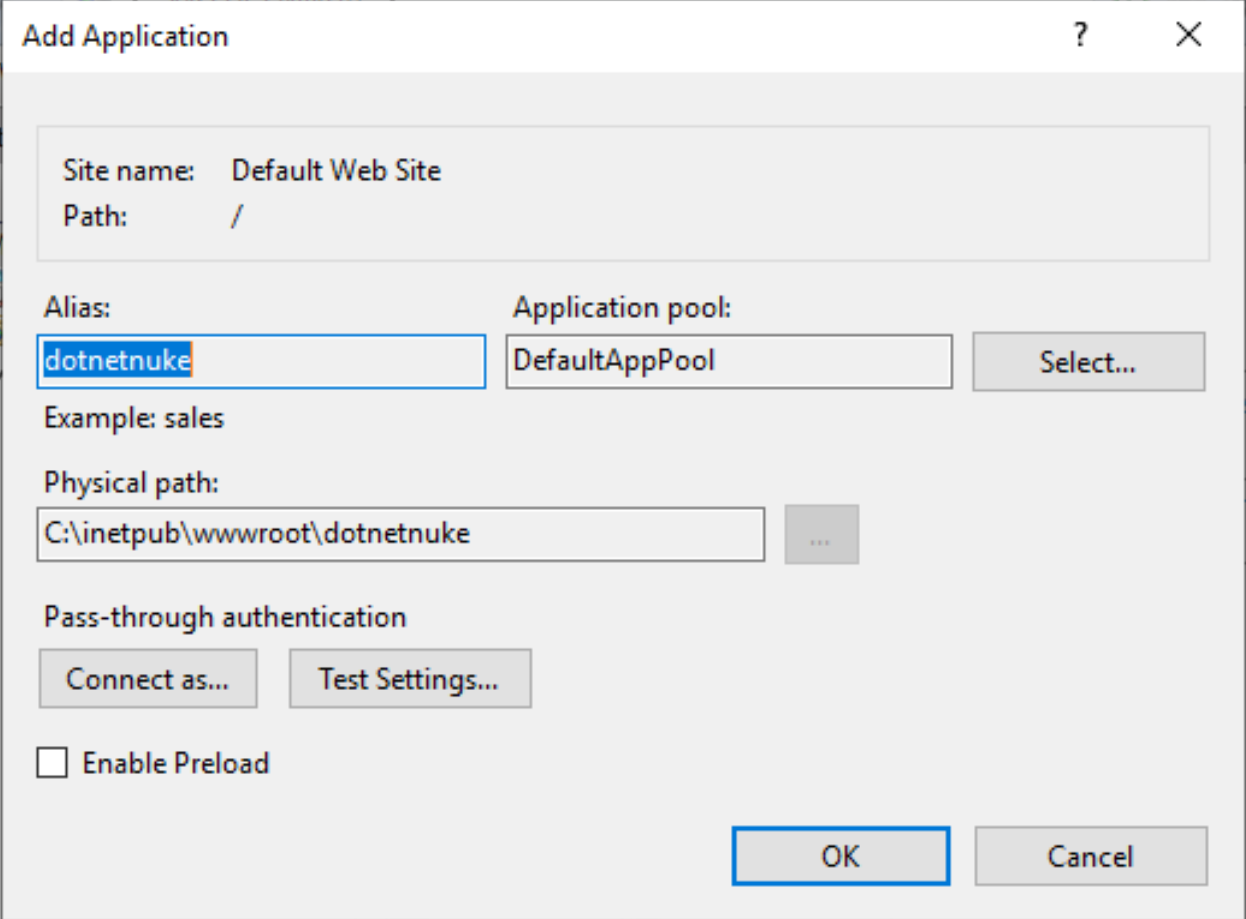 Add Application
?
Site name: Default Web Site
Path: /
Alias:
Application pool:
dotnetnuke
DefaultAppPool
Select...
Example: sales
Physical path:
C:\inetpub\wwwroot\dotnetnuke
...
Pass-through authentication
Connect as...
Test Settings...
Enable Preload
OK
Cancel